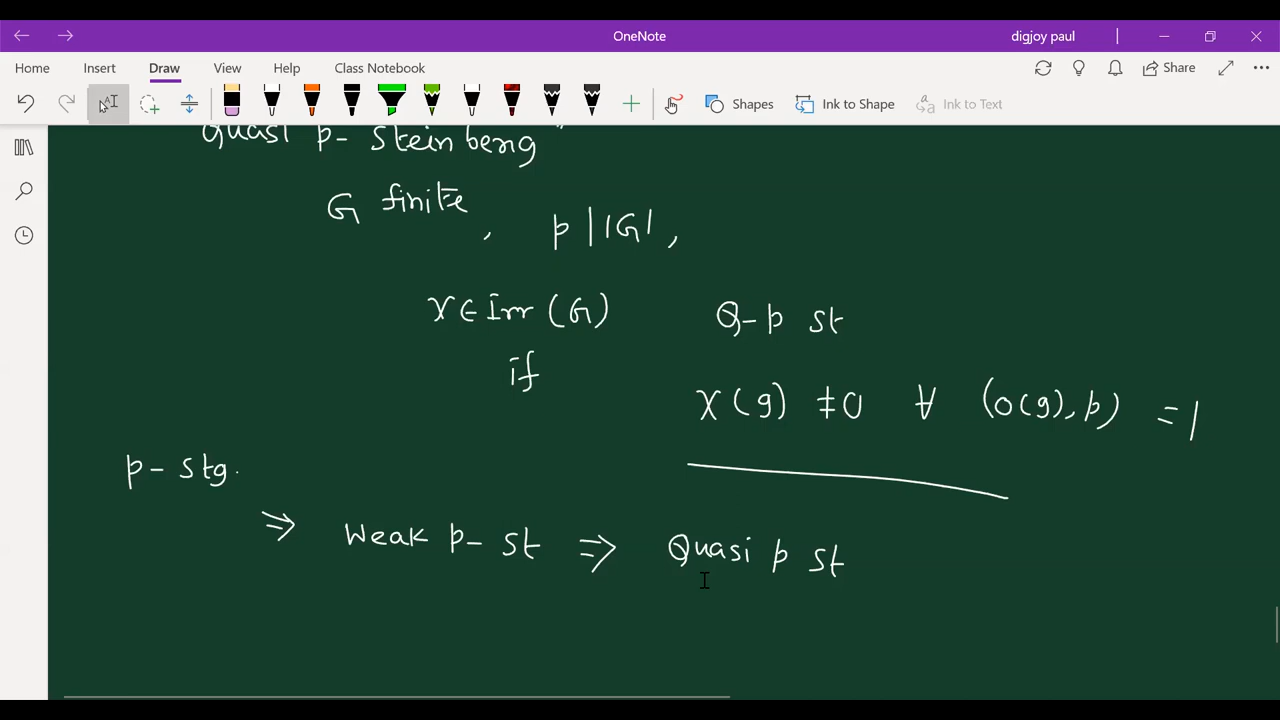 OneNote
digjoy paul
Home Insert Draw View Help Class Notebook
Share
Shapes Ink to Shape Ink to Text
Quasi p- Steinberg"
G finite , p | |G| ,
χ ∈ Irr (G) Q-p st
if
χ(g) ≠ 0 ∀ (o(g), p) = 1
p- stg.
⇒ Weak p- st ⇒ Quasi p st